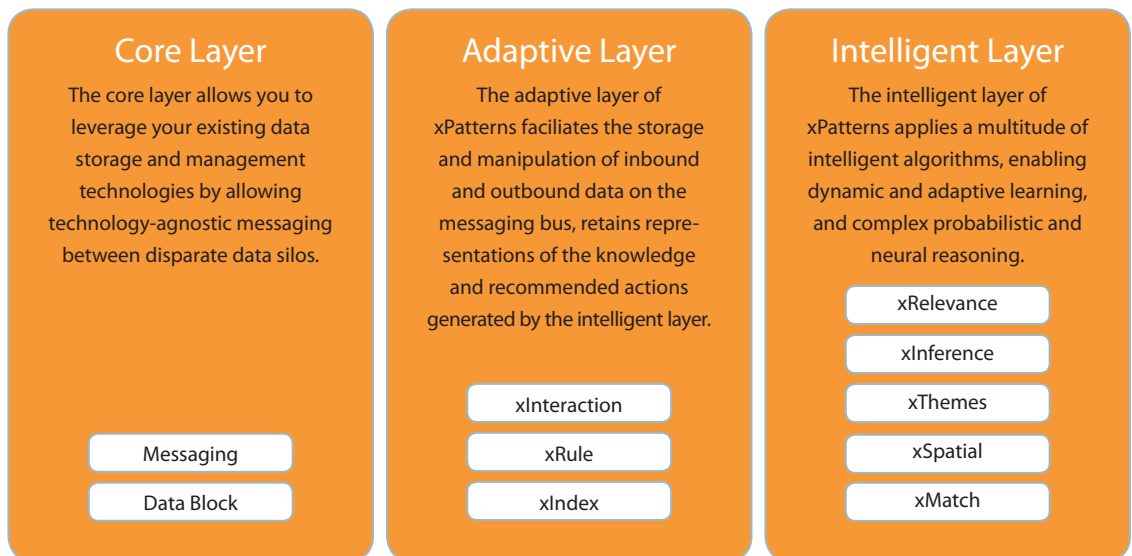 Core Layer
The core layer allows you to
leverage your existing data
storage and management
technologies by allowing
technology-agnostic messaging
between disparate data silos.
Messaging
Data Block
Adaptive Layer
The adaptive layer of
xPatterns faciliates the storage
and manipulation of inbound
and outbound data on the
messaging bus, retains repre-
sentations of the knowledge
and recommended actions
generated by the intelligent layer.
xInteraction
xRule
xIndex
Intelligent Layer
The intelligent layer of
xPatterns applies a multitude of
intelligent algorithms, enabling
dynamic and adaptive learning,
and complex probabilistic and
neural reasoning.
xRelevance
xInference
xThemes
xSpatial
xMatch